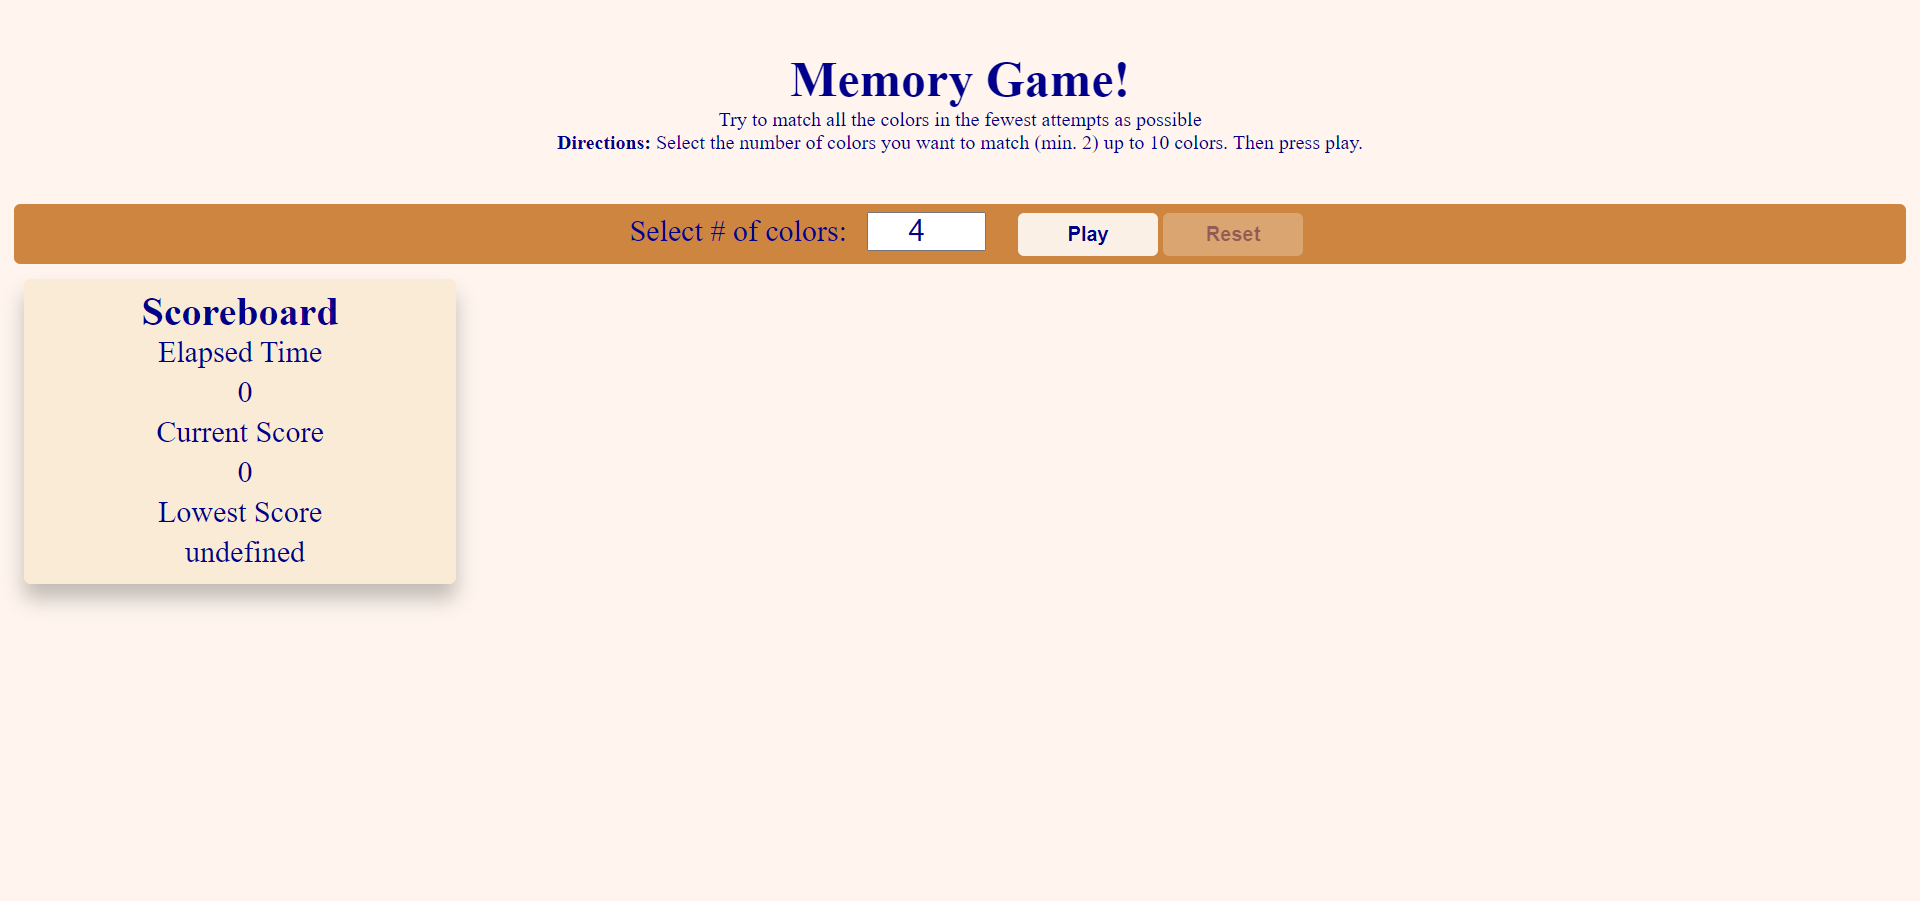 Memory Game!
Try to match all the colors in the fewest attempts as possible
Directions: Select the number of colors you want to match (min. 2) up to 10 colors. Then press play.
Select # of colors: 4 Play Reset
Scoreboard
Elapsed Time
0
Current Score
0
Lowest Score
undefined